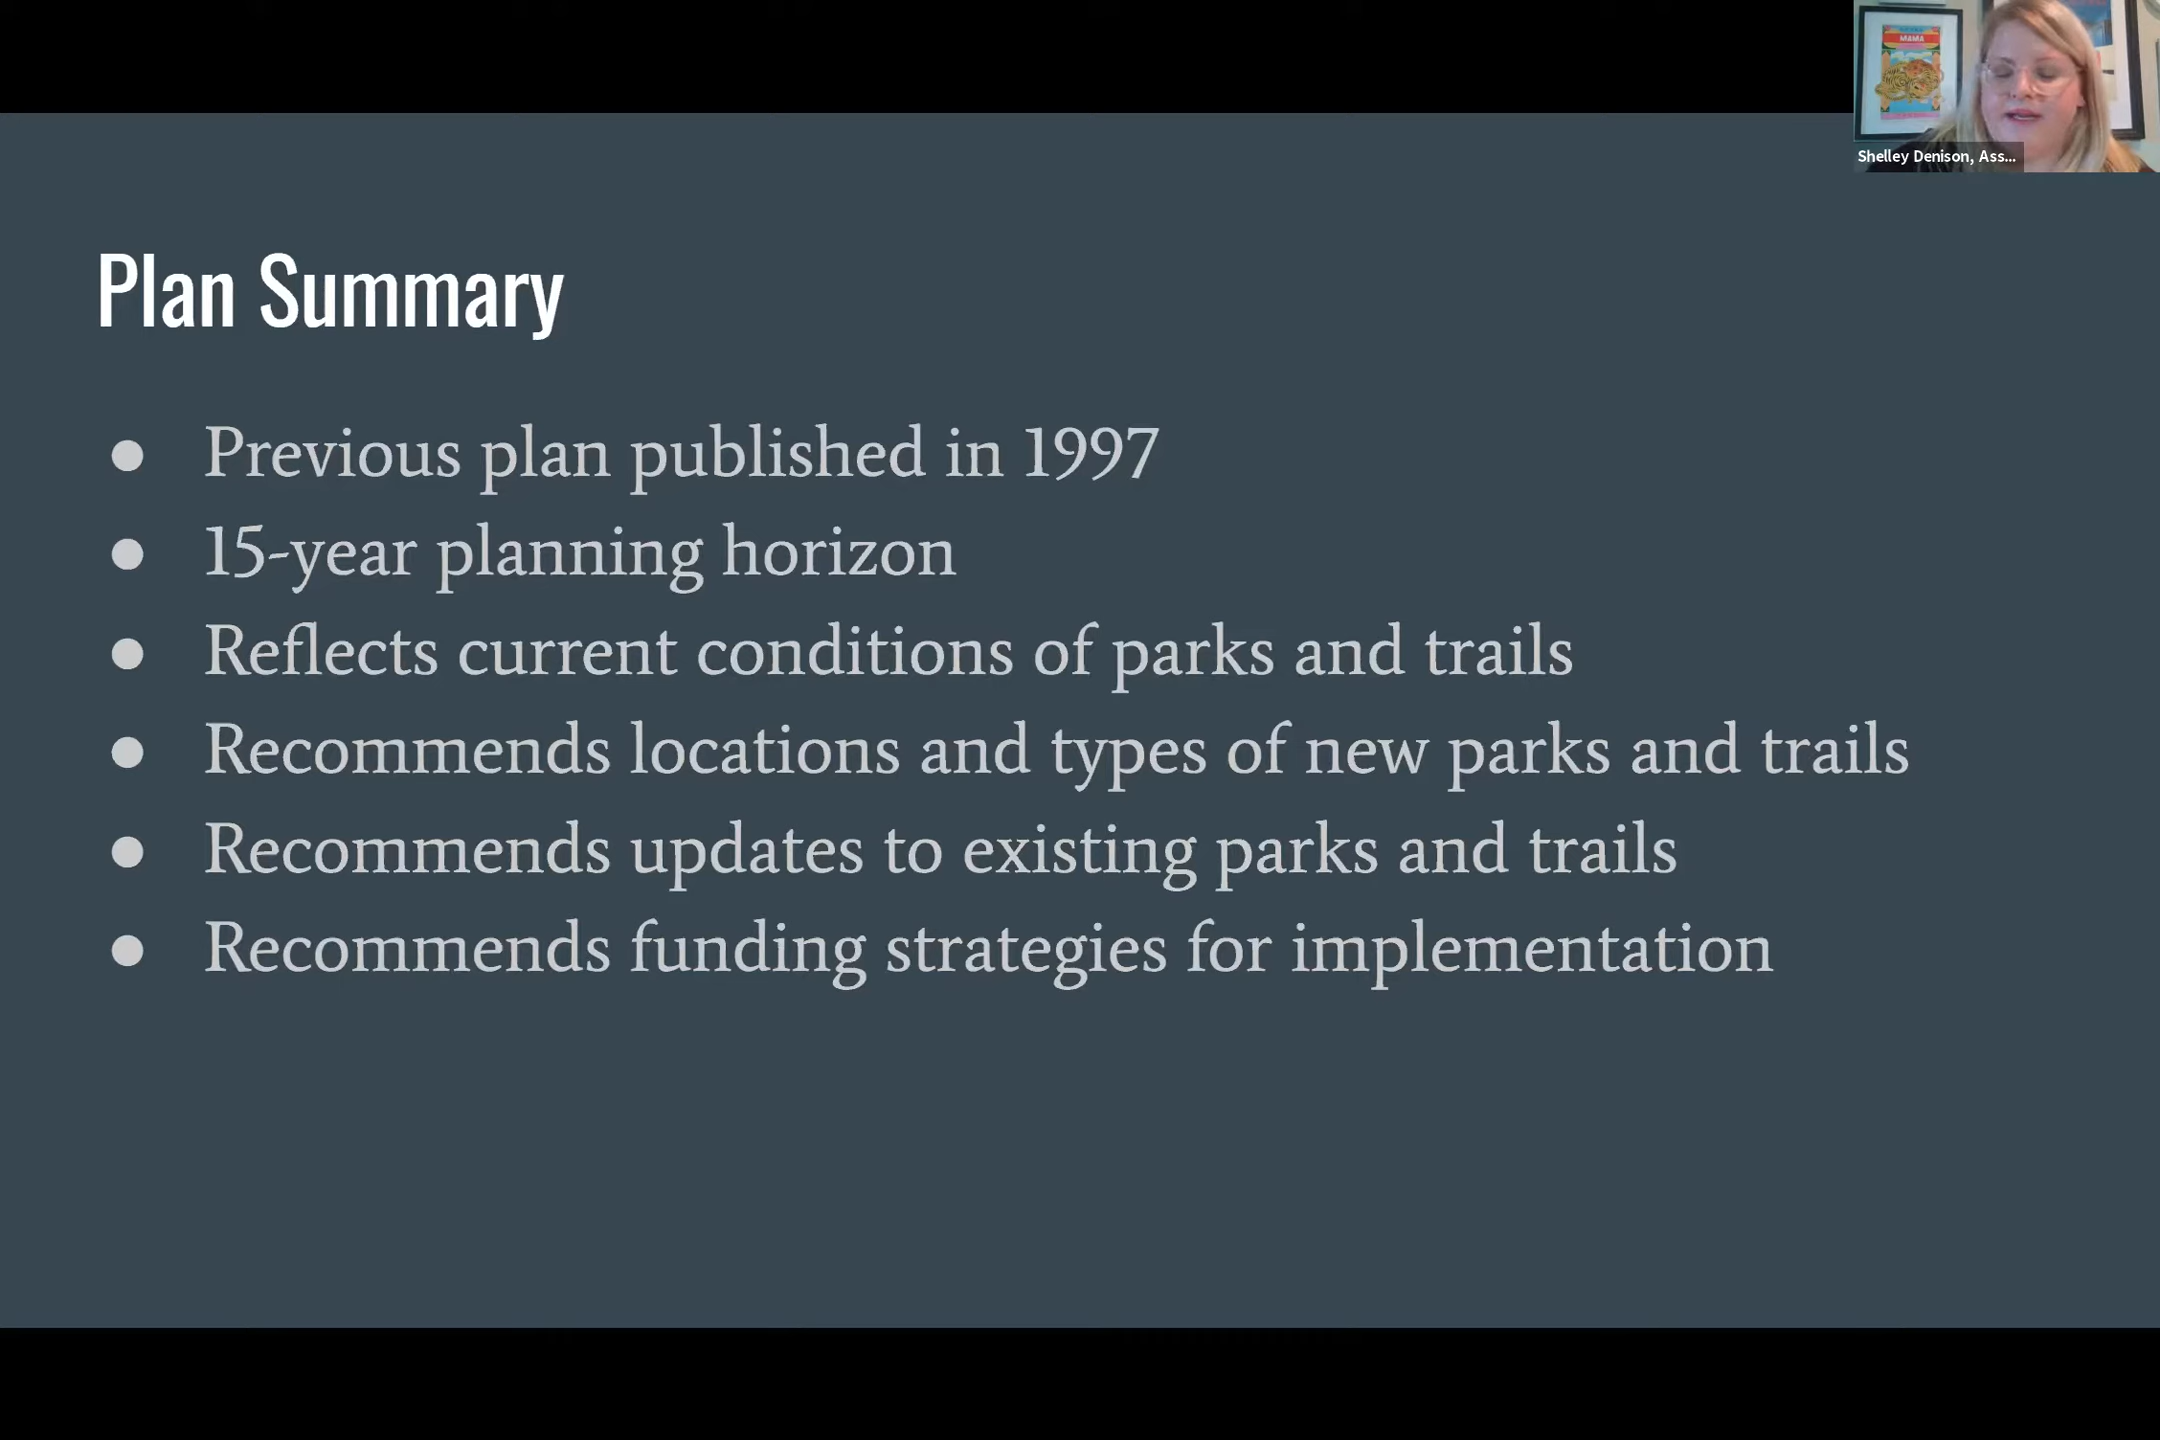 MAMA
Shelley Denison, Ass...
Plan Summary
● Previous plan published in 1997
● 15-year planning horizon
● Reflects current conditions of parks and trails
● Recommends locations and types of new parks and trails
● Recommends updates to existing parks and trails
● Recommends funding strategies for implementation